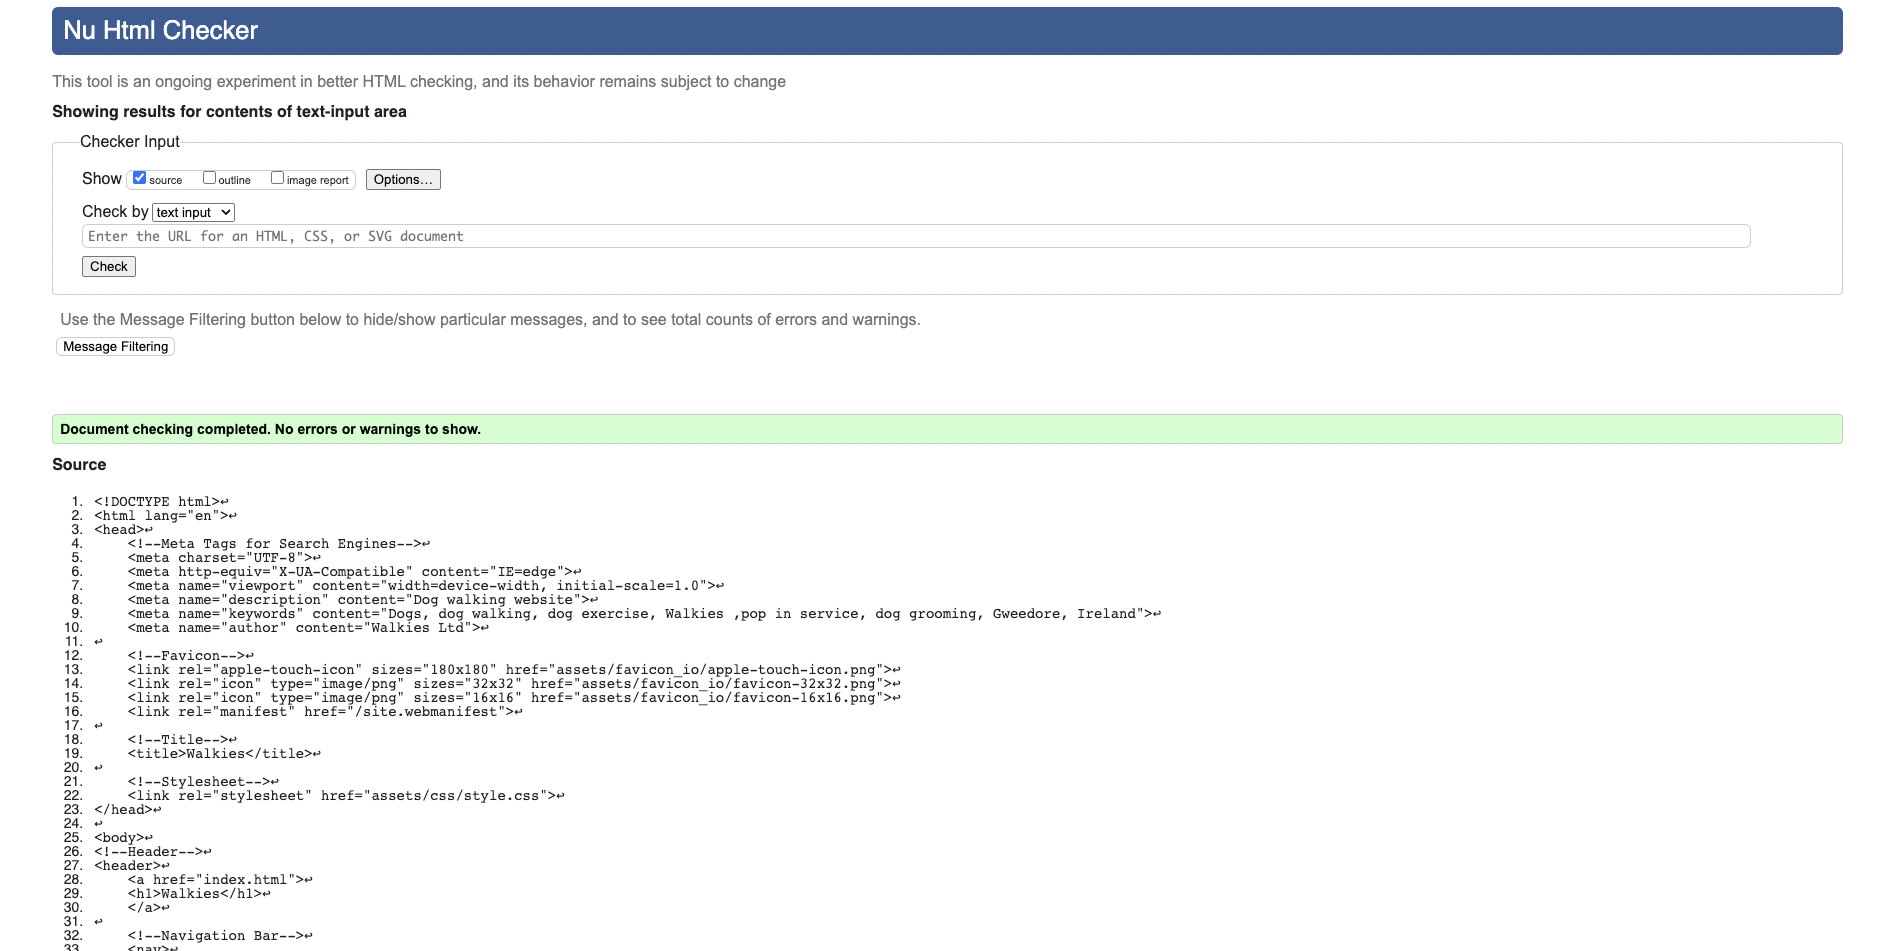 Nu Html Checker
This tool is an ongoing experiment in better HTML checking, and its behavior remains subject to change
Showing results for contents of text-input area
Checker Input
Show source outline image report Options...
Check by text input
Enter the URL for an HTML, CSS, or SVG document
Check
Use the Message Filtering button below to hide/show particular messages, and to see total counts of errors and warnings.
Message Filtering
Document checking completed. No errors or warnings to show.
Source
1. <!DOCTYPE html>↩
2. <html lang="en">↩
3. <head>↩
4.     <!--Meta Tags for Search Engines-->↩
5.     <meta charset="UTF-8">↩
6.     <meta http-equiv="X-UA-Compatible" content="IE=edge">↩
7.     <meta name="viewport" content="width=device-width, initial-scale=1.0">↩
8.     <meta name="description" content="Dog walking website">↩
9.     <meta name="keywords" content="Dogs, dog walking, dog exercise, Walkies ,pop in service, dog grooming, Gweedore, Ireland">↩
10.     <meta name="author" content="Walkies Ltd">↩
11. ↩
12.     <!--Favicon-->↩
13.     <link rel="apple-touch-icon" sizes="180x180" href="assets/favicon_io/apple-touch-icon.png">↩
14.     <link rel="icon" type="image/png" sizes="32x32" href="assets/favicon_io/favicon-32x32.png">↩
15.     <link rel="icon" type="image/png" sizes="16x16" href="assets/favicon_io/favicon-16x16.png">↩
16.     <link rel="manifest" href="/site.webmanifest">↩
17. ↩
18.     <!--Title-->↩
19.     <title>Walkies</title>↩
20. ↩
21.     <!--Stylesheet-->↩
22.     <link rel="stylesheet" href="assets/css/style.css">↩
23. </head>↩
24. ↩
25. <body>↩
26. <!--Header-->↩
27. <header>↩
28.     <a href="index.html">↩
29.     <h1>Walkies</h1>↩
30.     </a>↩
31. ↩
32.     <!--Navigation Bar-->↩
33.     <nav>↩